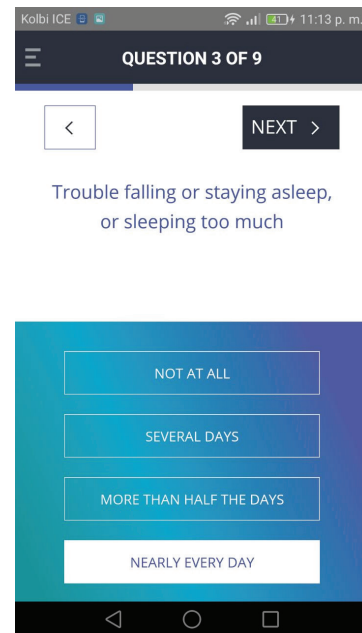 Kolbi ICE 41 11:13 p. m.
QUESTION 3 OF 9
NEXT >
Trouble falling or staying asleep,
or sleeping too much
NOT AT ALL
SEVERAL DAYS
MORE THAN HALF THE DAYS
NEARLY EVERY DAY